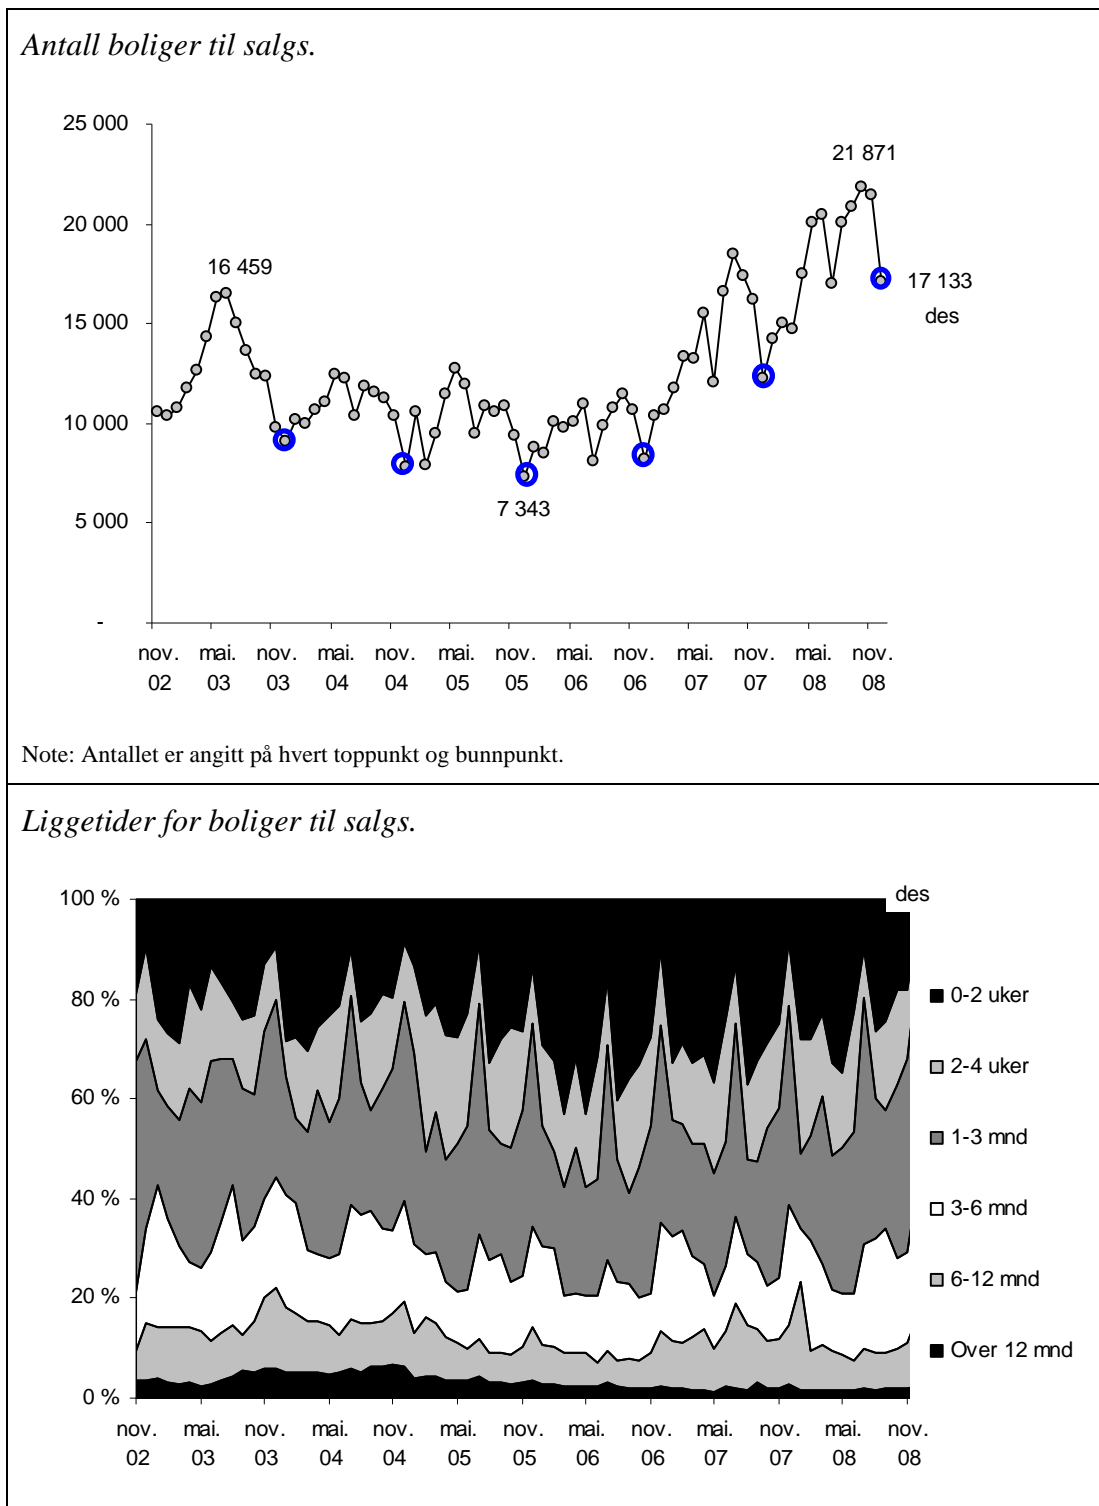 Antall boliger til salgs.
25 000
20 000
15 000
10 000
5 000
-
16 459
7 343
21 871
17 133
des
nov. mai. nov. mai. nov. mai. nov. mai. nov. mai. nov. mai. nov.
02 03 03 04 04 05 05 06 06 07 07 08 08
Note: Antallet er angitt på hvert toppunkt og bunnpunkt.
Liggetider for boliger til salgs.
100 %
80 %
60 %
40 %
20 %
0 %
des
0-2 uker
2-4 uker
1-3 mnd
3-6 mnd
6-12 mnd
Over 12 mnd
nov. mai. nov. mai. nov. mai. nov. mai. nov. mai. nov. mai. nov.
02 03 03 04 04 05 05 06 06 07 07 08 08